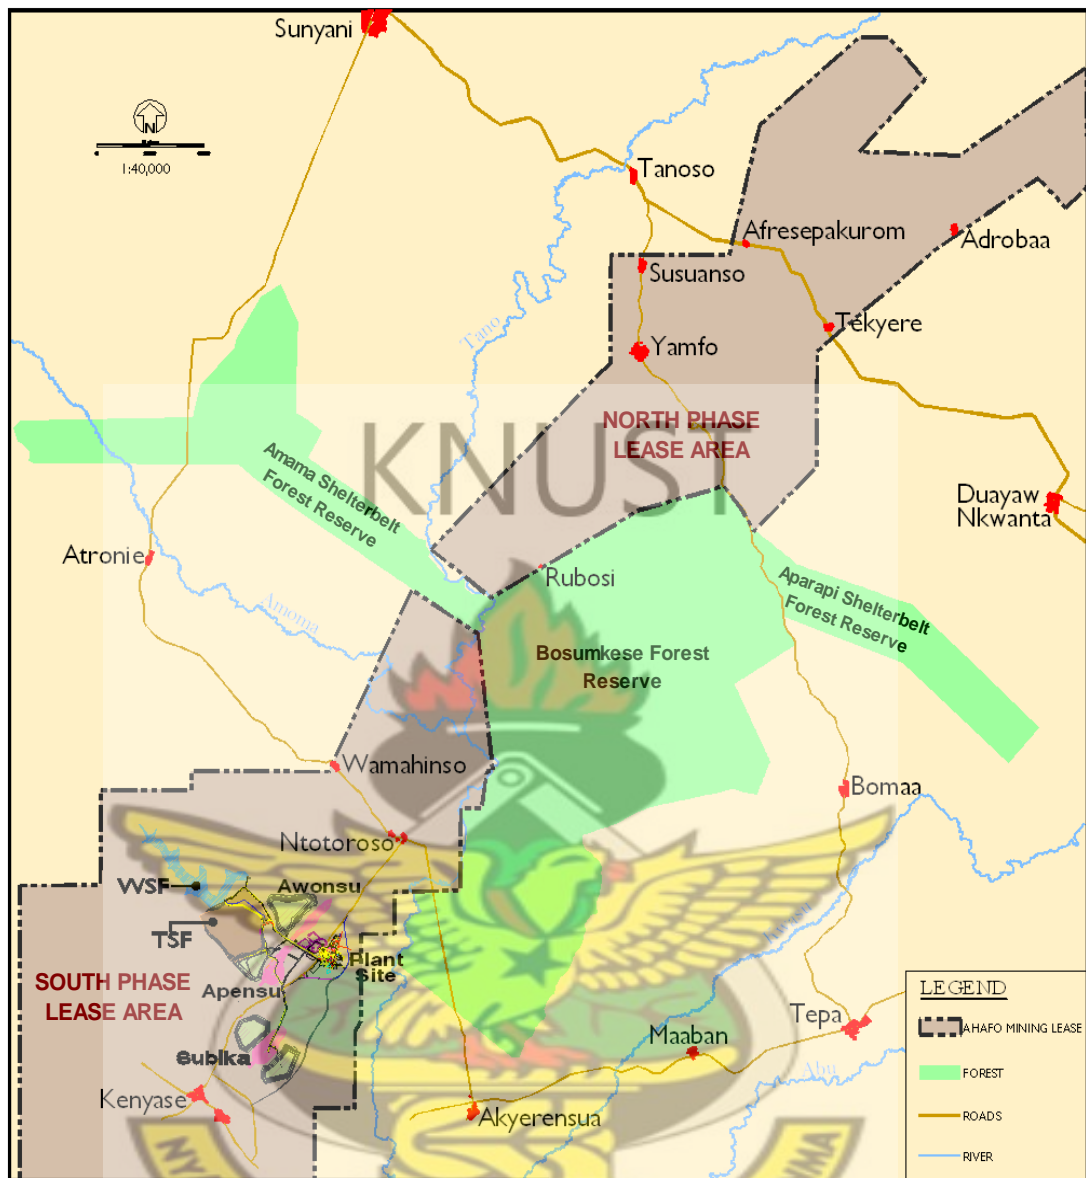 Sunyani
N
1:40,000
Tanoso
Afresepakurom
Adrobaa
Susuanso
Tekyere
Tano
Yamfo
NORTH PHASE
LEASE AREA
KNUST
Amama Shelterbelt
Forest Reserve
Duayaw
Nkwanta
Atronie
Rubosi
Aparapi Shelterbelt
Forest Reserve
Amoma
Bosumkese Forest
Reserve
Wamahinso
Bomaa
Ntotoroso
WSF
Awonsu
TSF
Plant
Site
Apensu
SOUTH PHASE
LEASE AREA
Subika
Kwasu
Tepa
Maaban
Abu
Kenyase
Akyerensua
LEGEND
AHAFO MINING LEASE
FOREST
ROADS
RIVER